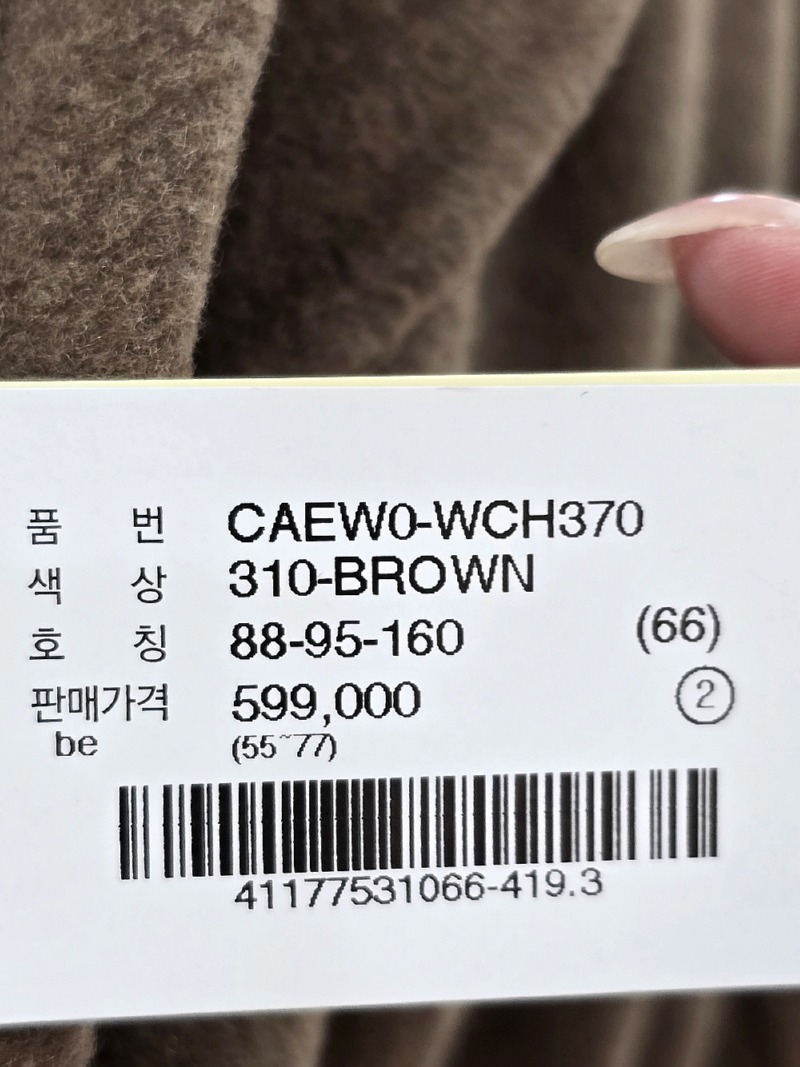 품 번 CAEW0-WCH370
색 상 310-BROWN
호 칭 88-95-160 (66)
판매가격 599,000 ②
be (55~77)
41177531066-419.3